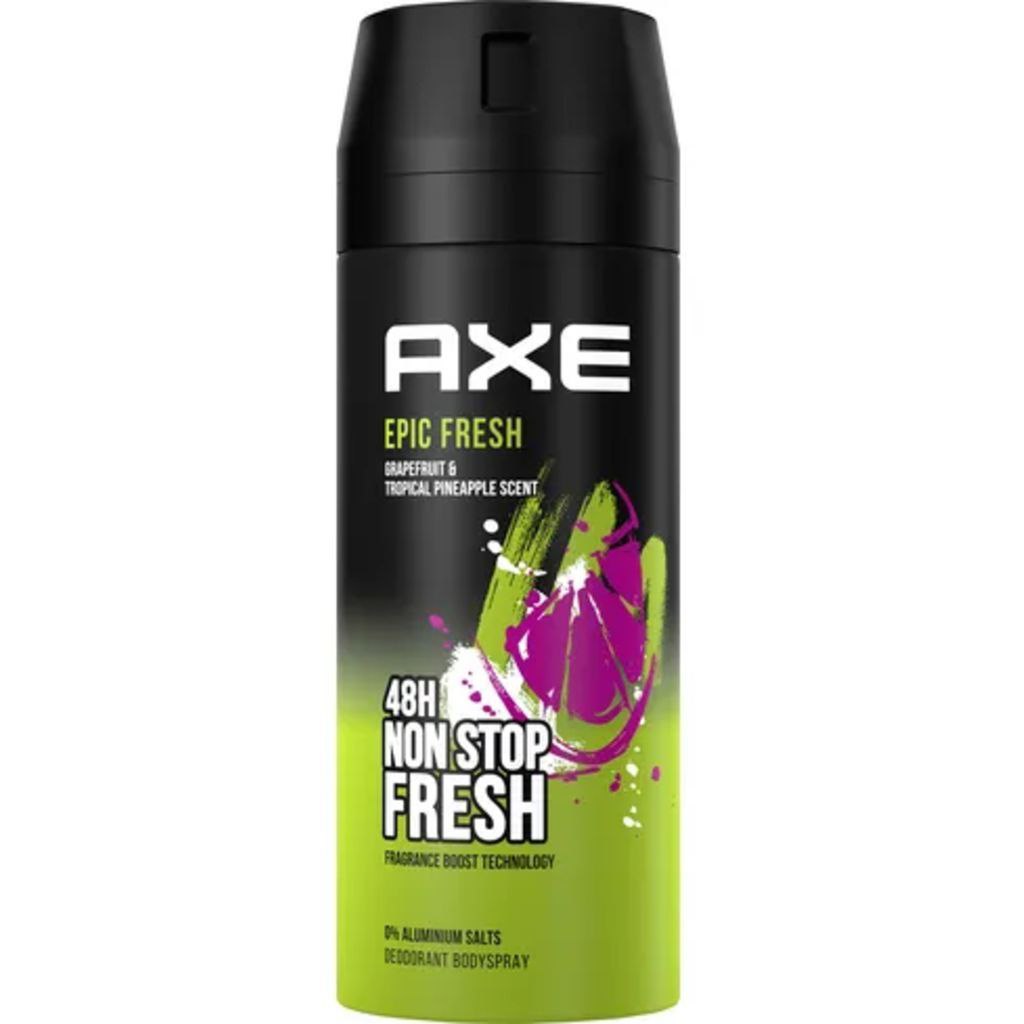 AXE
EPIC FRESH
GRAPEFRUIT &
TROPICAL PINEAPPLE SCENT
48H
NON STOP
FRESH
FRAGRANCE BOOST TECHNOLOGY
0% ALUMINIUM SALTS
DEODORANT BODYSPRAY